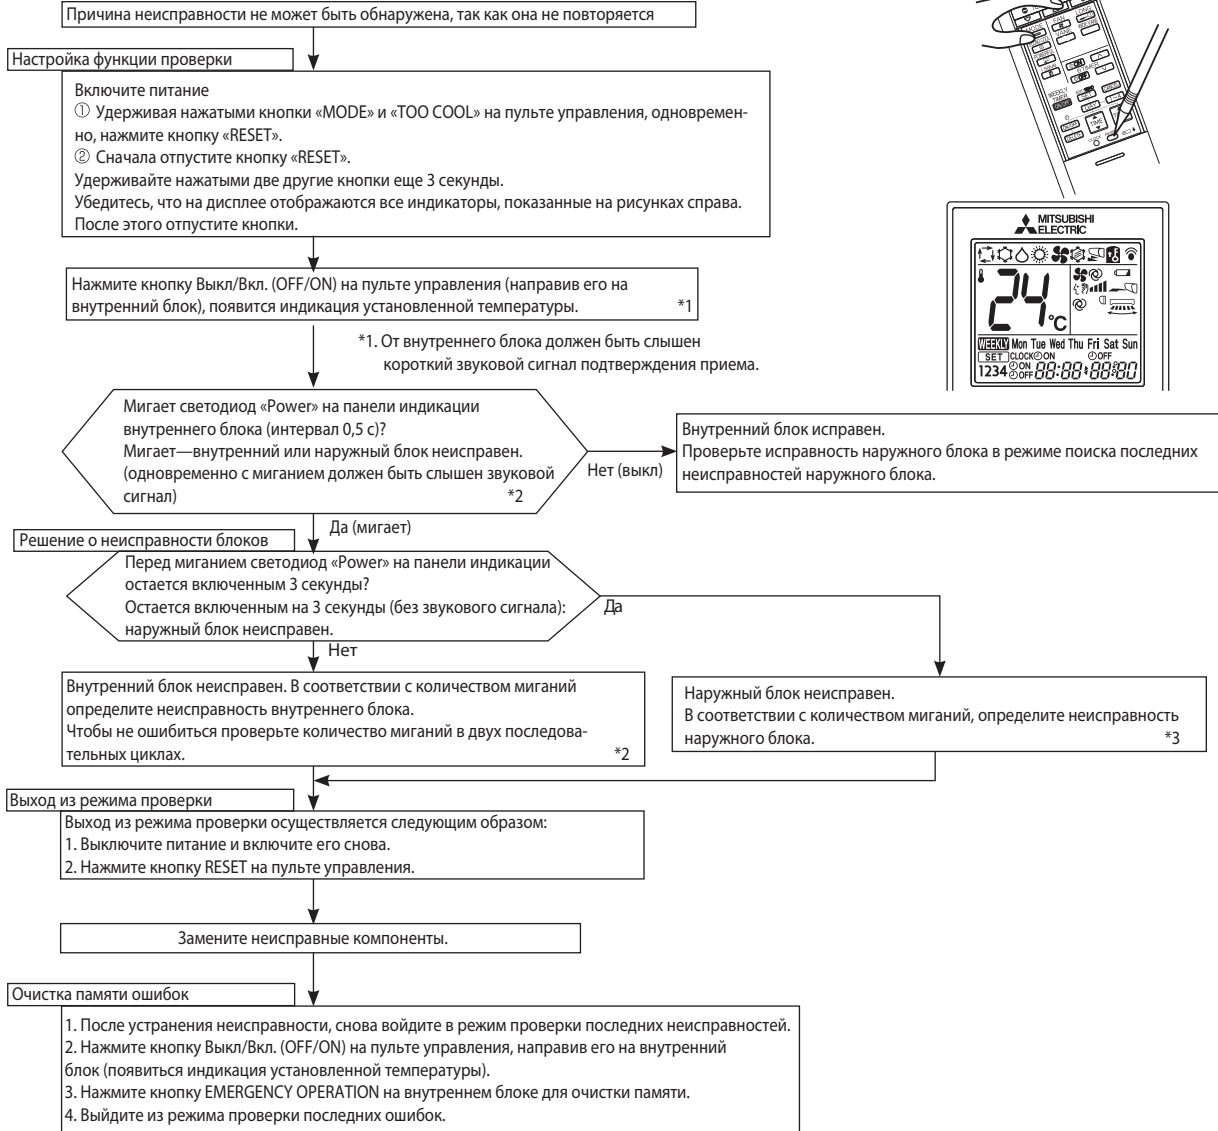 Причина неисправности не может быть обнаружена, так как она не повторяется
Настройка функции проверки
Включите питание
① Удерживая нажатыми кнопки «MODE» и «TOO COOL» на пульте управления, одновремен-
но, нажмите кнопку «RESET».
② Сначала отпустите кнопку «RESET».
Удерживайте нажатыми две другие кнопки еще 3 секунды.
Убедитесь, что на дисплее отображаются все индикаторы, показанные на рисунках справа.
После этого отпустите кнопки.
MODE
FAN
LONG
VANE
WEEKLY
TIMER
TIME
CLOCK
MITSUBISHI
ELECTRIC
24°C
WEEKLY Mon Tue Wed Thu Fri Sat Sun
SET CLOCK ON OFF
1234 ON OFF 88:88 88:80
Нажмите кнопку Выкл/Вкл. (OFF/ON) на пульте управления (направив его на
внутренний блок), появится индикация установленной температуры. *1
*1. От внутреннего блока должен быть слышен
короткий звуковой сигнал подтверждения приема.
Мигает светодиод «Power» на панели индикации
внутреннего блока (интервал 0,5 с)?
Мигает—внутренний или наружный блок неисправен.
(одновременно с миганием должен быть слышен звуковой
сигнал) *2
Нет (выкл)
Внутренний блок исправен.
Проверьте исправность наружного блока в режиме поиска последних
неисправностей наружного блока.
Да (мигает)
Решение о неисправности блоков
Перед миганием светодиод «Power» на панели индикации
остается включенным 3 секунды?
Остается включенным на 3 секунды (без звукового сигнала):
наружный блок неисправен.
Да
Нет
Внутренний блок неисправен. В соответствии с количеством миганий
определите неисправность внутреннего блока.
Чтобы не ошибиться проверьте количество миганий в двух последова-
тельных циклах. *2
Наружный блок неисправен.
В соответствии с количеством миганий, определите неисправность
наружного блока. *3
Выход из режима проверки
Выход из режима проверки осуществляется следующим образом:
1. Выключите питание и включите его снова.
2. Нажмите кнопку RESET на пульте управления.
Замените неисправные компоненты.
Очистка памяти ошибок
1. После устранения неисправности, снова войдите в режим проверки последних неисправностей.
2. Нажмите кнопку Выкл/Вкл. (OFF/ON) на пульте управления, направив его на внутренний
блок (появиться индикация установленной температуры).
3. Нажмите кнопку EMERGENCY OPERATION на внутреннем блоке для очистки памяти.
4. Выйдите из режима проверки последних ошибок.